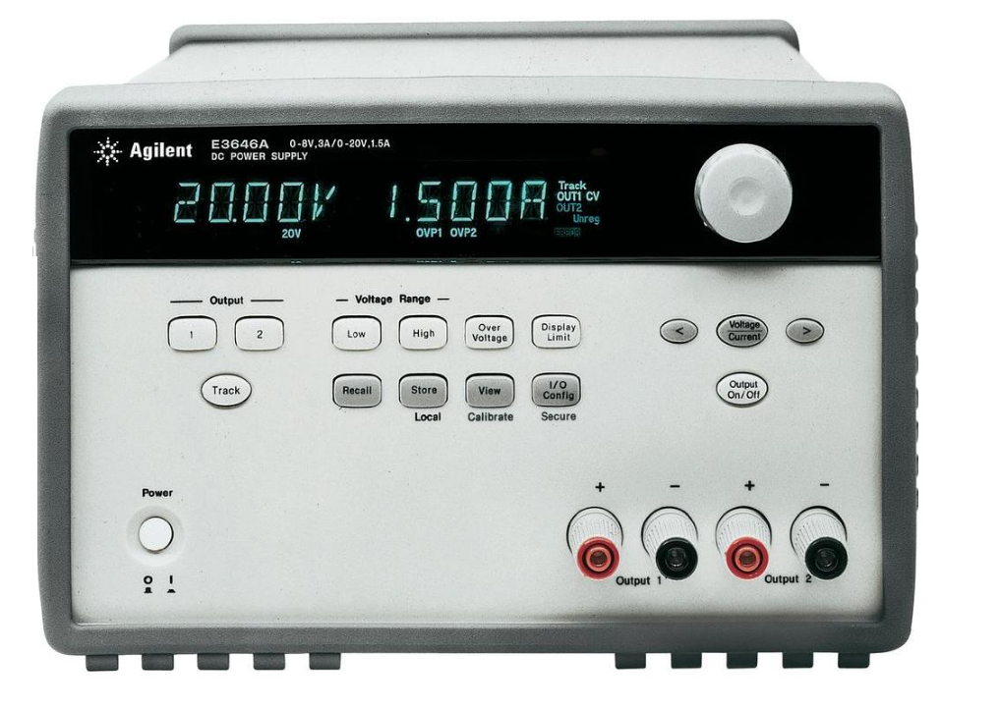 Agilent E3646A 0-8V,3A/0-20V,1.5A
DC POWER SUPPLY
20.00V 1.500A
Track
OUT1 CV
OUT2
Unreg
20V OVP1 OVP2
Output Voltage Range
1 2 Low High Over Voltage Display Limit < Voltage Current >
Track Recall Store View I/O Config Output On/Off
Local Calibrate Secure
Power
+ - + -
O I
Output 1 Output 2